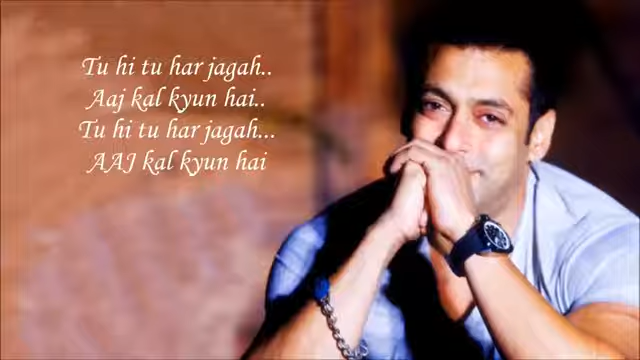 Tu hi tu har jagah..
Aaj kal kyun hai..
Tu hi tu har jagah...
AAJ kal kyun hai